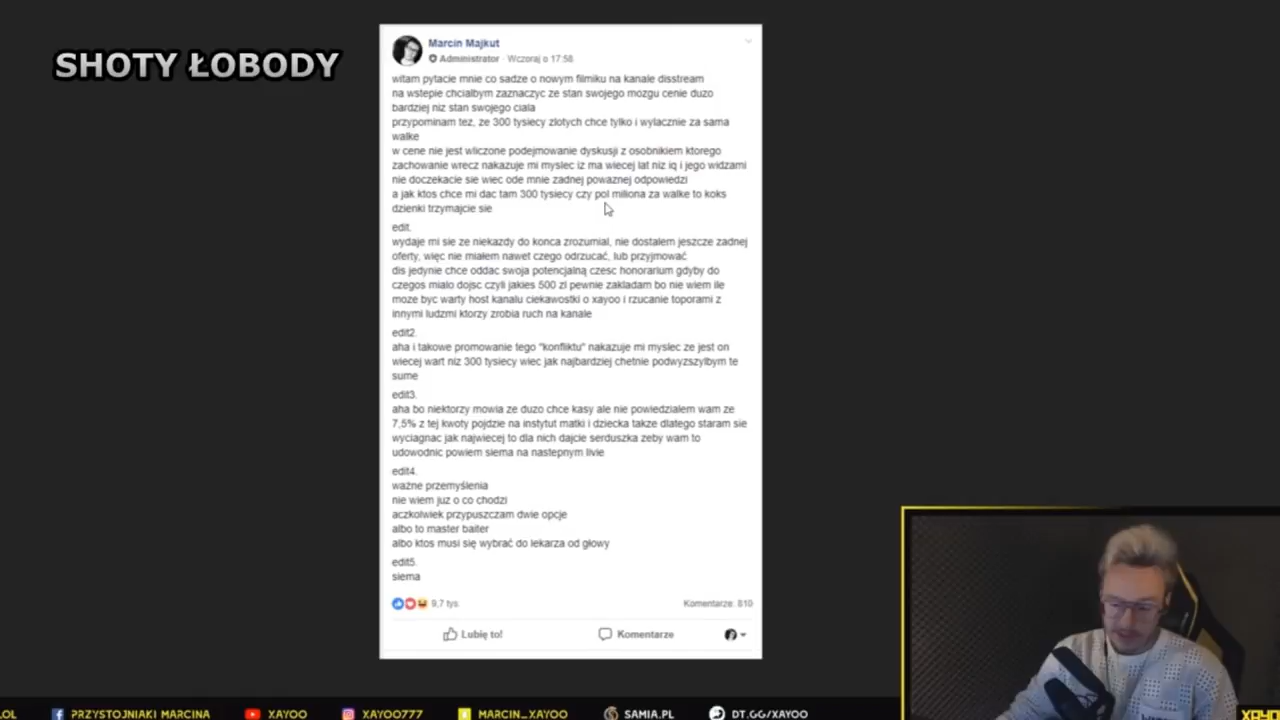 SHOTY ŁOBODY
Marcin Majkut
Administrator · Wczoraj o 17:58
witam pytacie mnie co sadze o nowym filmiku na kanale disstream
na wstepie chcialbym zaznaczyc ze stan swojego mozgu cenie duzo
bardziej niz stan swojego ciala
przypominam tez, ze 300 tysiecy zlotych chce tylko i wylacznie za sama
walke
w cene nie jest wliczone podejmowanie dyskusji z osobnikiem ktorego
zachowanie wrecz nakazuje mi myslec iz ma wiecej lat niz iq i jego widzami
nie doczekacie sie wiec ode mnie zadnej powaznej odpowiedzi
a jak ktos chce mi dac tam 300 tysiecy czy pol miliona za walke to koks
dzienki trzymajcie sie
edit.
wydaje mi sie ze niekazdy do konca zrozumial, nie dostalem jeszcze zadnej
oferty, więc nie miałem nawet czego odrzucać, lub przyjmować
dis jedynie chce oddac swoja potencjalną czesc honorarium gdyby do
czegos mialo dojsc czyli jakies 500 zl pewnie zakladam bo nie wiem ile
moze byc warty host kanalu ciekawostki o xayoo i rzucanie toporami z
innymi ludzmi ktorzy zrobia ruch na kanale
edit2.
aha i takowe promowanie tego "konfliktu" nakazuje mi myslec ze jest on
wiecej wart niz 300 tysiecy wiec jak najbardziej chetnie podwyzszylbym te
sume
edit3.
aha bo niektorzy mowia ze duzo chce kasy ale nie powiedzialem wam ze
7,5% z tej kwoty pojdzie na instytut matki i dziecka takze dlatego staram sie
wyciagnac jak najwiecej to dla nich dajcie serduszka zeby wam to
udowodnic powiem siema na nastepnym livie
edit4.
ważne przemyślenia
nie wiem juz o co chodzi
aczkolwiek przypuszczam dwie opcje
albo to master baiter
albo ktos musi się wybrać do lekarza od głowy
edit5.
siema
9,7 tys. Komentarze: 810
Lubię to! Komentarze
LOL PRZYSTOJNIAKI MARCINA XAYOO XAYOO777 MARCIN_XAYOO SAMIA.PL DT.GG/XAYOO